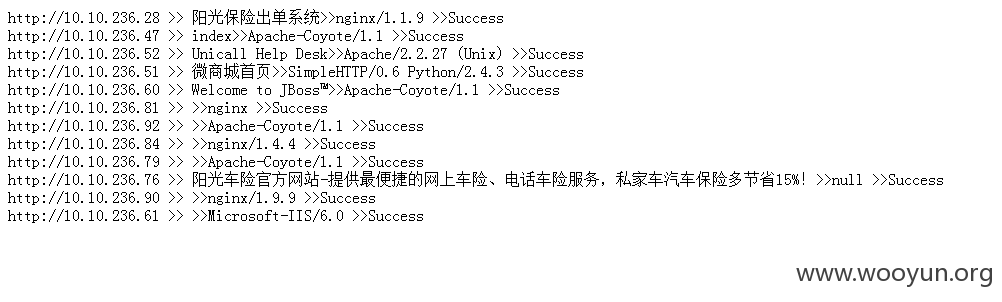 http://10.10.236.28 >> 阳光保险出单系统>>nginx/1.1.9 >>Success
http://10.10.236.47 >> index>>Apache-Coyote/1.1 >>Success
http://10.10.236.52 >> Unicall Help Desk>>Apache/2.2.27 (Unix) >>Success
http://10.10.236.51 >> 微商城首页>>SimpleHTTP/0.6 Python/2.4.3 >>Success
http://10.10.236.60 >> Welcome to JBoss™>>Apache-Coyote/1.1 >>Success
http://10.10.236.81 >> >>nginx >>Success
http://10.10.236.92 >> >>Apache-Coyote/1.1 >>Success
http://10.10.236.84 >> >>nginx/1.4.4 >>Success
http://10.10.236.79 >> >>Apache-Coyote/1.1 >>Success
http://10.10.236.76 >> 阳光车险官方网站-提供最便捷的网上车险、电话车险服务，私家车汽车保险多节省15%! >>null >>Success
http://10.10.236.90 >> >>nginx/1.9.9 >>Success
http://10.10.236.61 >> >>Microsoft-IIS/6.0 >>Success
www.wooyun.org